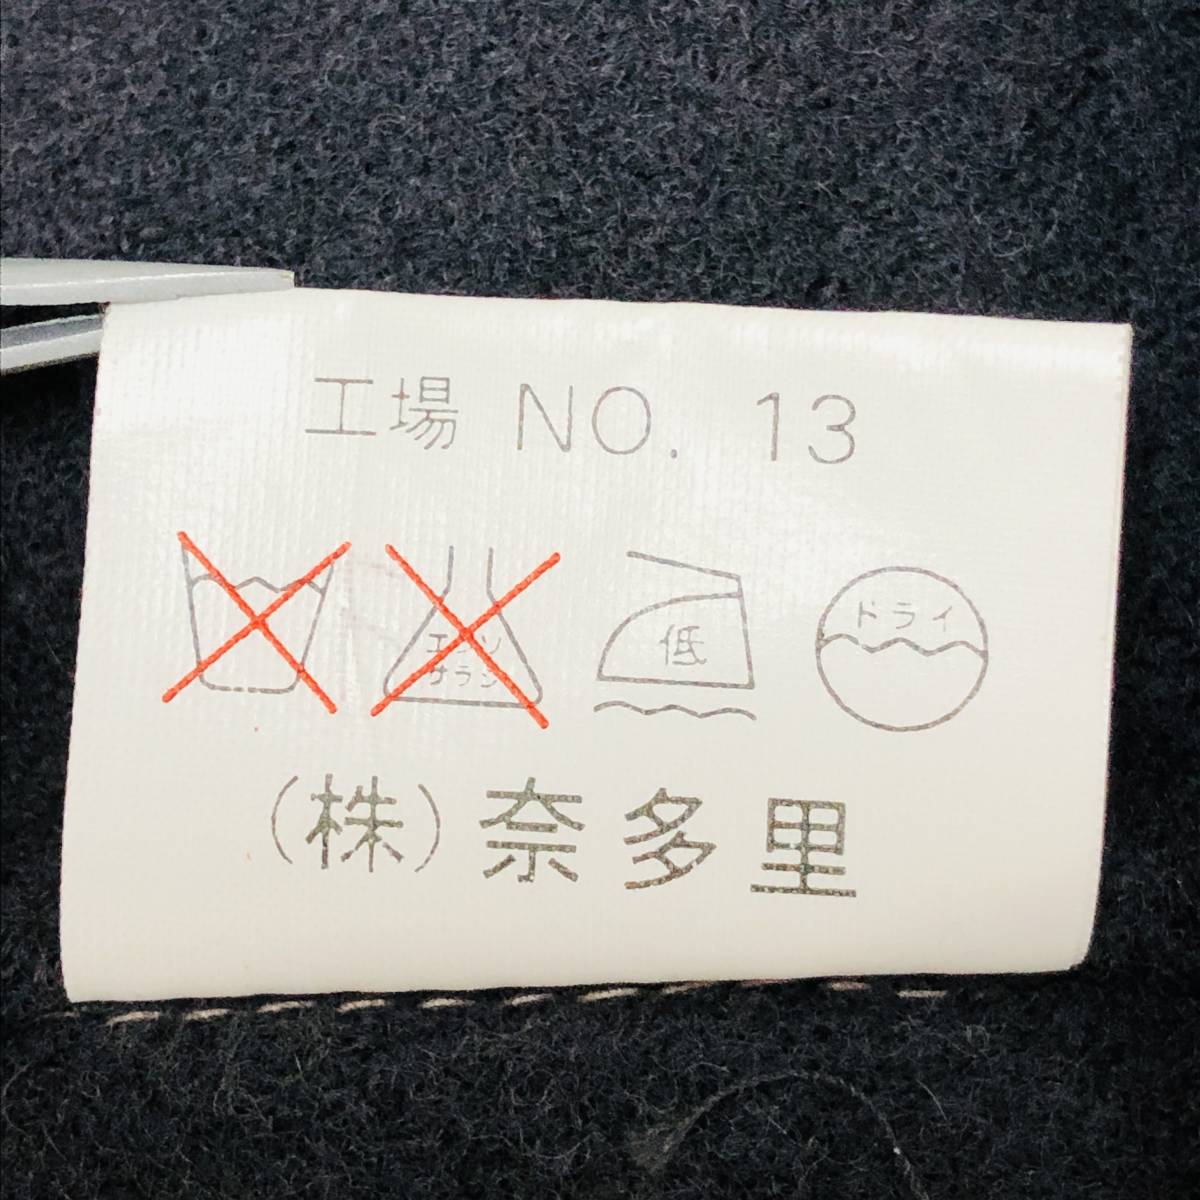 工場 NO. 13
エンソ
サラシ
低
ドライ
(株)奈多里